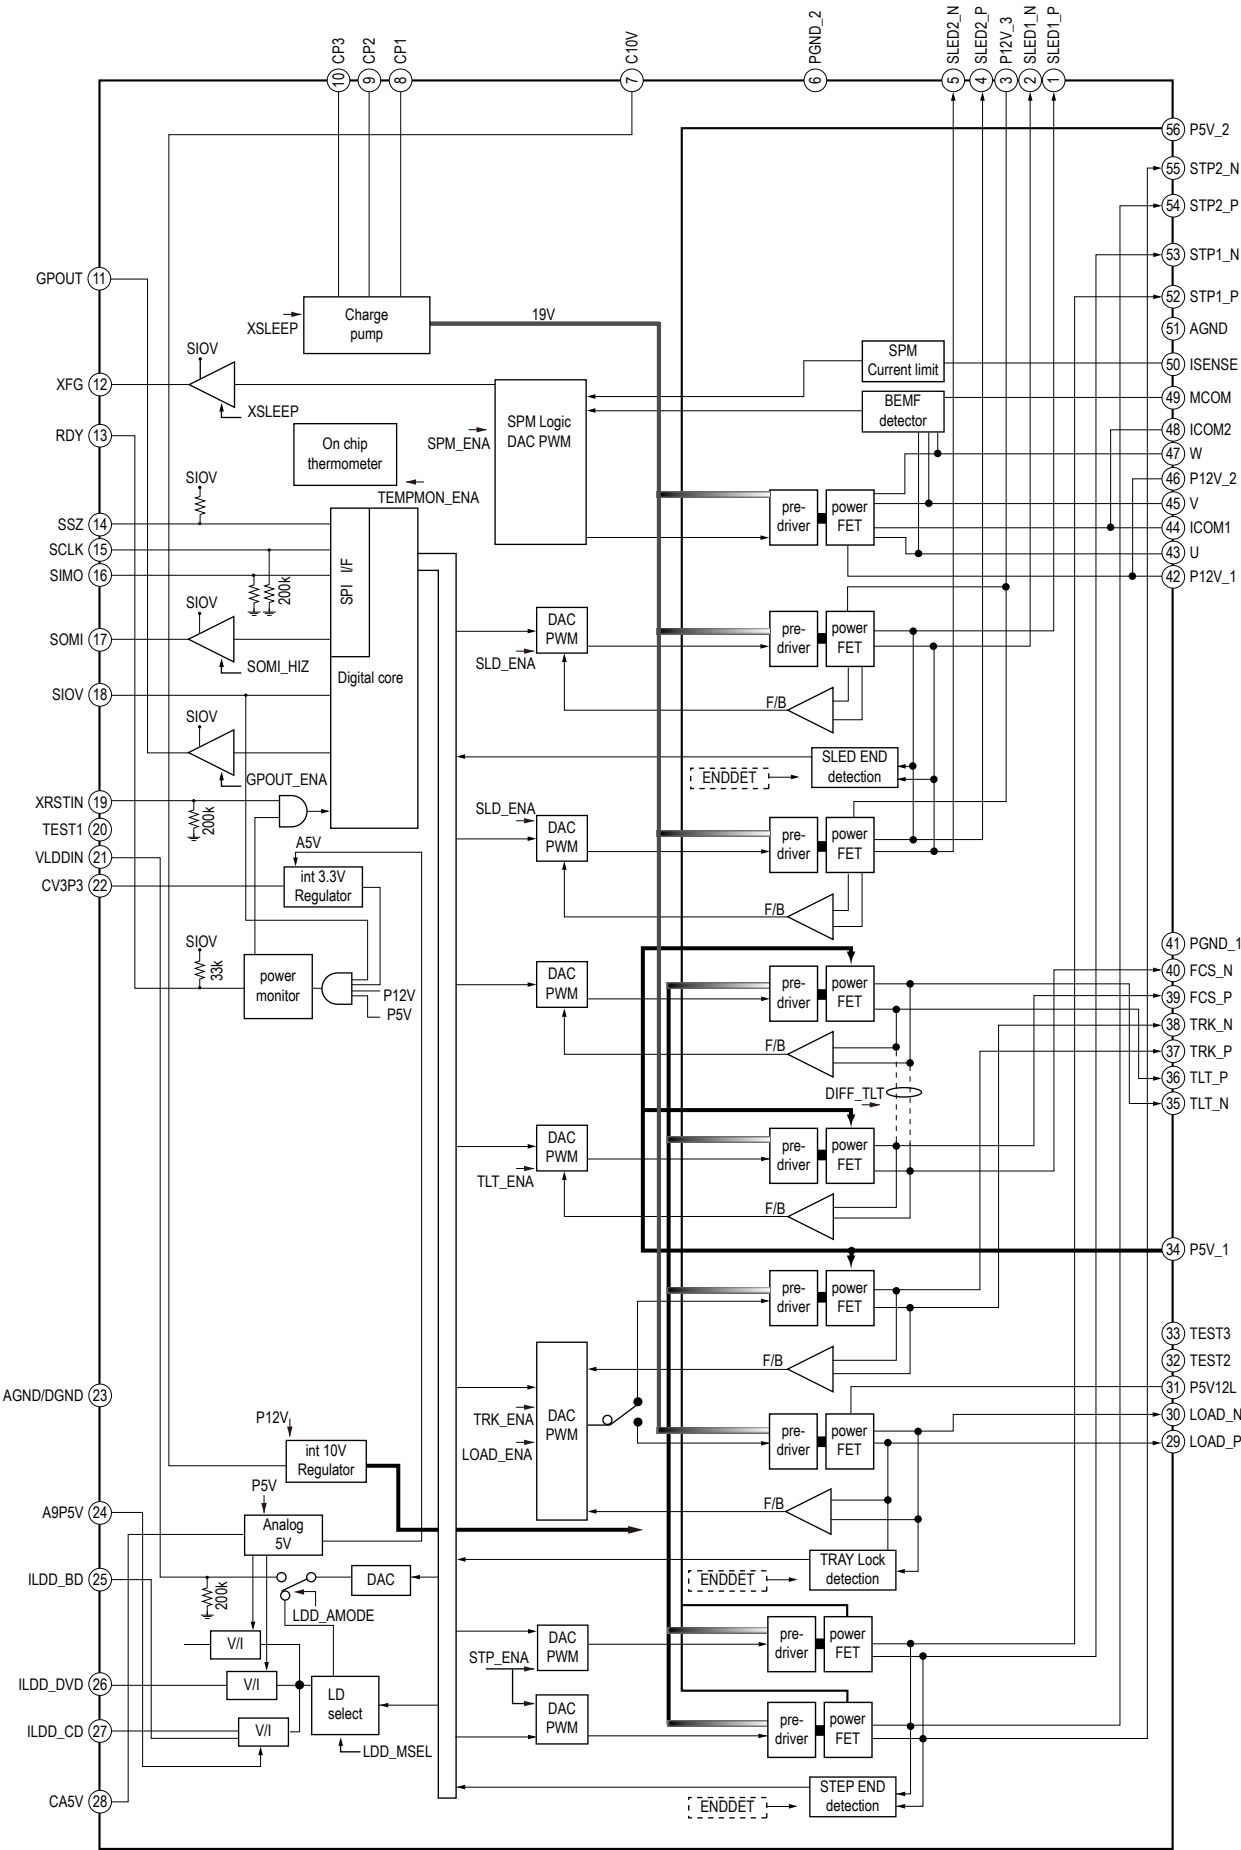 10 CP3
9 CP2
8 CP1
7 C10V
6 PGND_2
5 SLED2_N
4 SLED2_P
3 P12V_3
2 SLED1_N
1 SLED1_P
56 P5V_2
55 STP2_N
54 STP2_P
53 STP1_N
52 STP1_P
51 AGND
50 ISENSE
49 MCOM
48 ICOM2
47 W
46 P12V_2
45 V
44 ICOM1
43 U
42 P12V_1
41 PGND_1
40 FCS_N
39 FCS_P
38 TRK_N
37 TRK_P
36 TLT_P
35 TLT_N
34 P5V_1
33 TEST3
32 TEST2
31 P5V12L
30 LOAD_N
29 LOAD_P
GPOUT 11
XFG 12
RDY 13
SSZ 14
SCLK 15
SIMO 16
SOMI 17
SIOV 18
XRSTIN 19
TEST1 20
VLDDIN 21
CV3P3 22
AGND/DGND 23
A9P5V 24
ILDD_BD 25
ILDD_DVD 26
ILDD_CD 27
CA5V 28
XSLEEP
Charge
pump
19V
SIOV
XSLEEP
SPM
Current limit
BEMF
detector
SPM Logic
DAC PWM
SPM_ENA
On chip
thermometer
TEMPMON_ENA
SIOV
pre-
driver
power
FET
SPI I/F
200k
SIOV
SOMI_HIZ
Digital core
DAC
PWM
SLD_ENA
pre-
driver
power
FET
F/B
SIOV
GPOUT_ENA
SLED END
detection
ENDDET
200k
SLD_ENA
DAC
PWM
pre-
driver
power
FET
F/B
A5V
int 3.3V
Regulator
SIOV
33k
power
monitor
P12V
P5V
DAC
PWM
pre-
driver
power
FET
F/B
DIFF_TLT
DAC
PWM
TLT_ENA
pre-
driver
power
FET
F/B
pre-
driver
power
FET
F/B
TRK_ENA
LOAD_ENA
DAC
PWM
pre-
driver
power
FET
F/B
P12V
int 10V
Regulator
P5V
Analog
5V
TRAY Lock
detection
ENDDET
200k
DAC
LDD_AMODE
V/I
V/I
V/I
LD
select
LDD_MSEL
STP_ENA
DAC
PWM
pre-
driver
power
FET
DAC
PWM
pre-
driver
power
FET
STEP END
detection
ENDDET